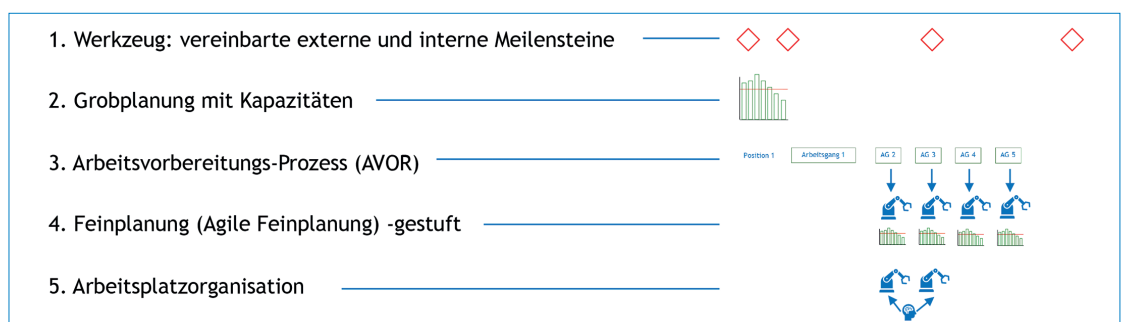 1. Werkzeug: vereinbarte externe und interne Meilensteine
2. Grobplanung mit Kapazitäten
3. Arbeitsvorbereitungs-Prozess (AVOR)
Position 1 Arbeitsgang 1 AG 2 AG 3 AG 4 AG 5
4. Feinplanung (Agile Feinplanung) -gestuft
5. Arbeitsplatzorganisation